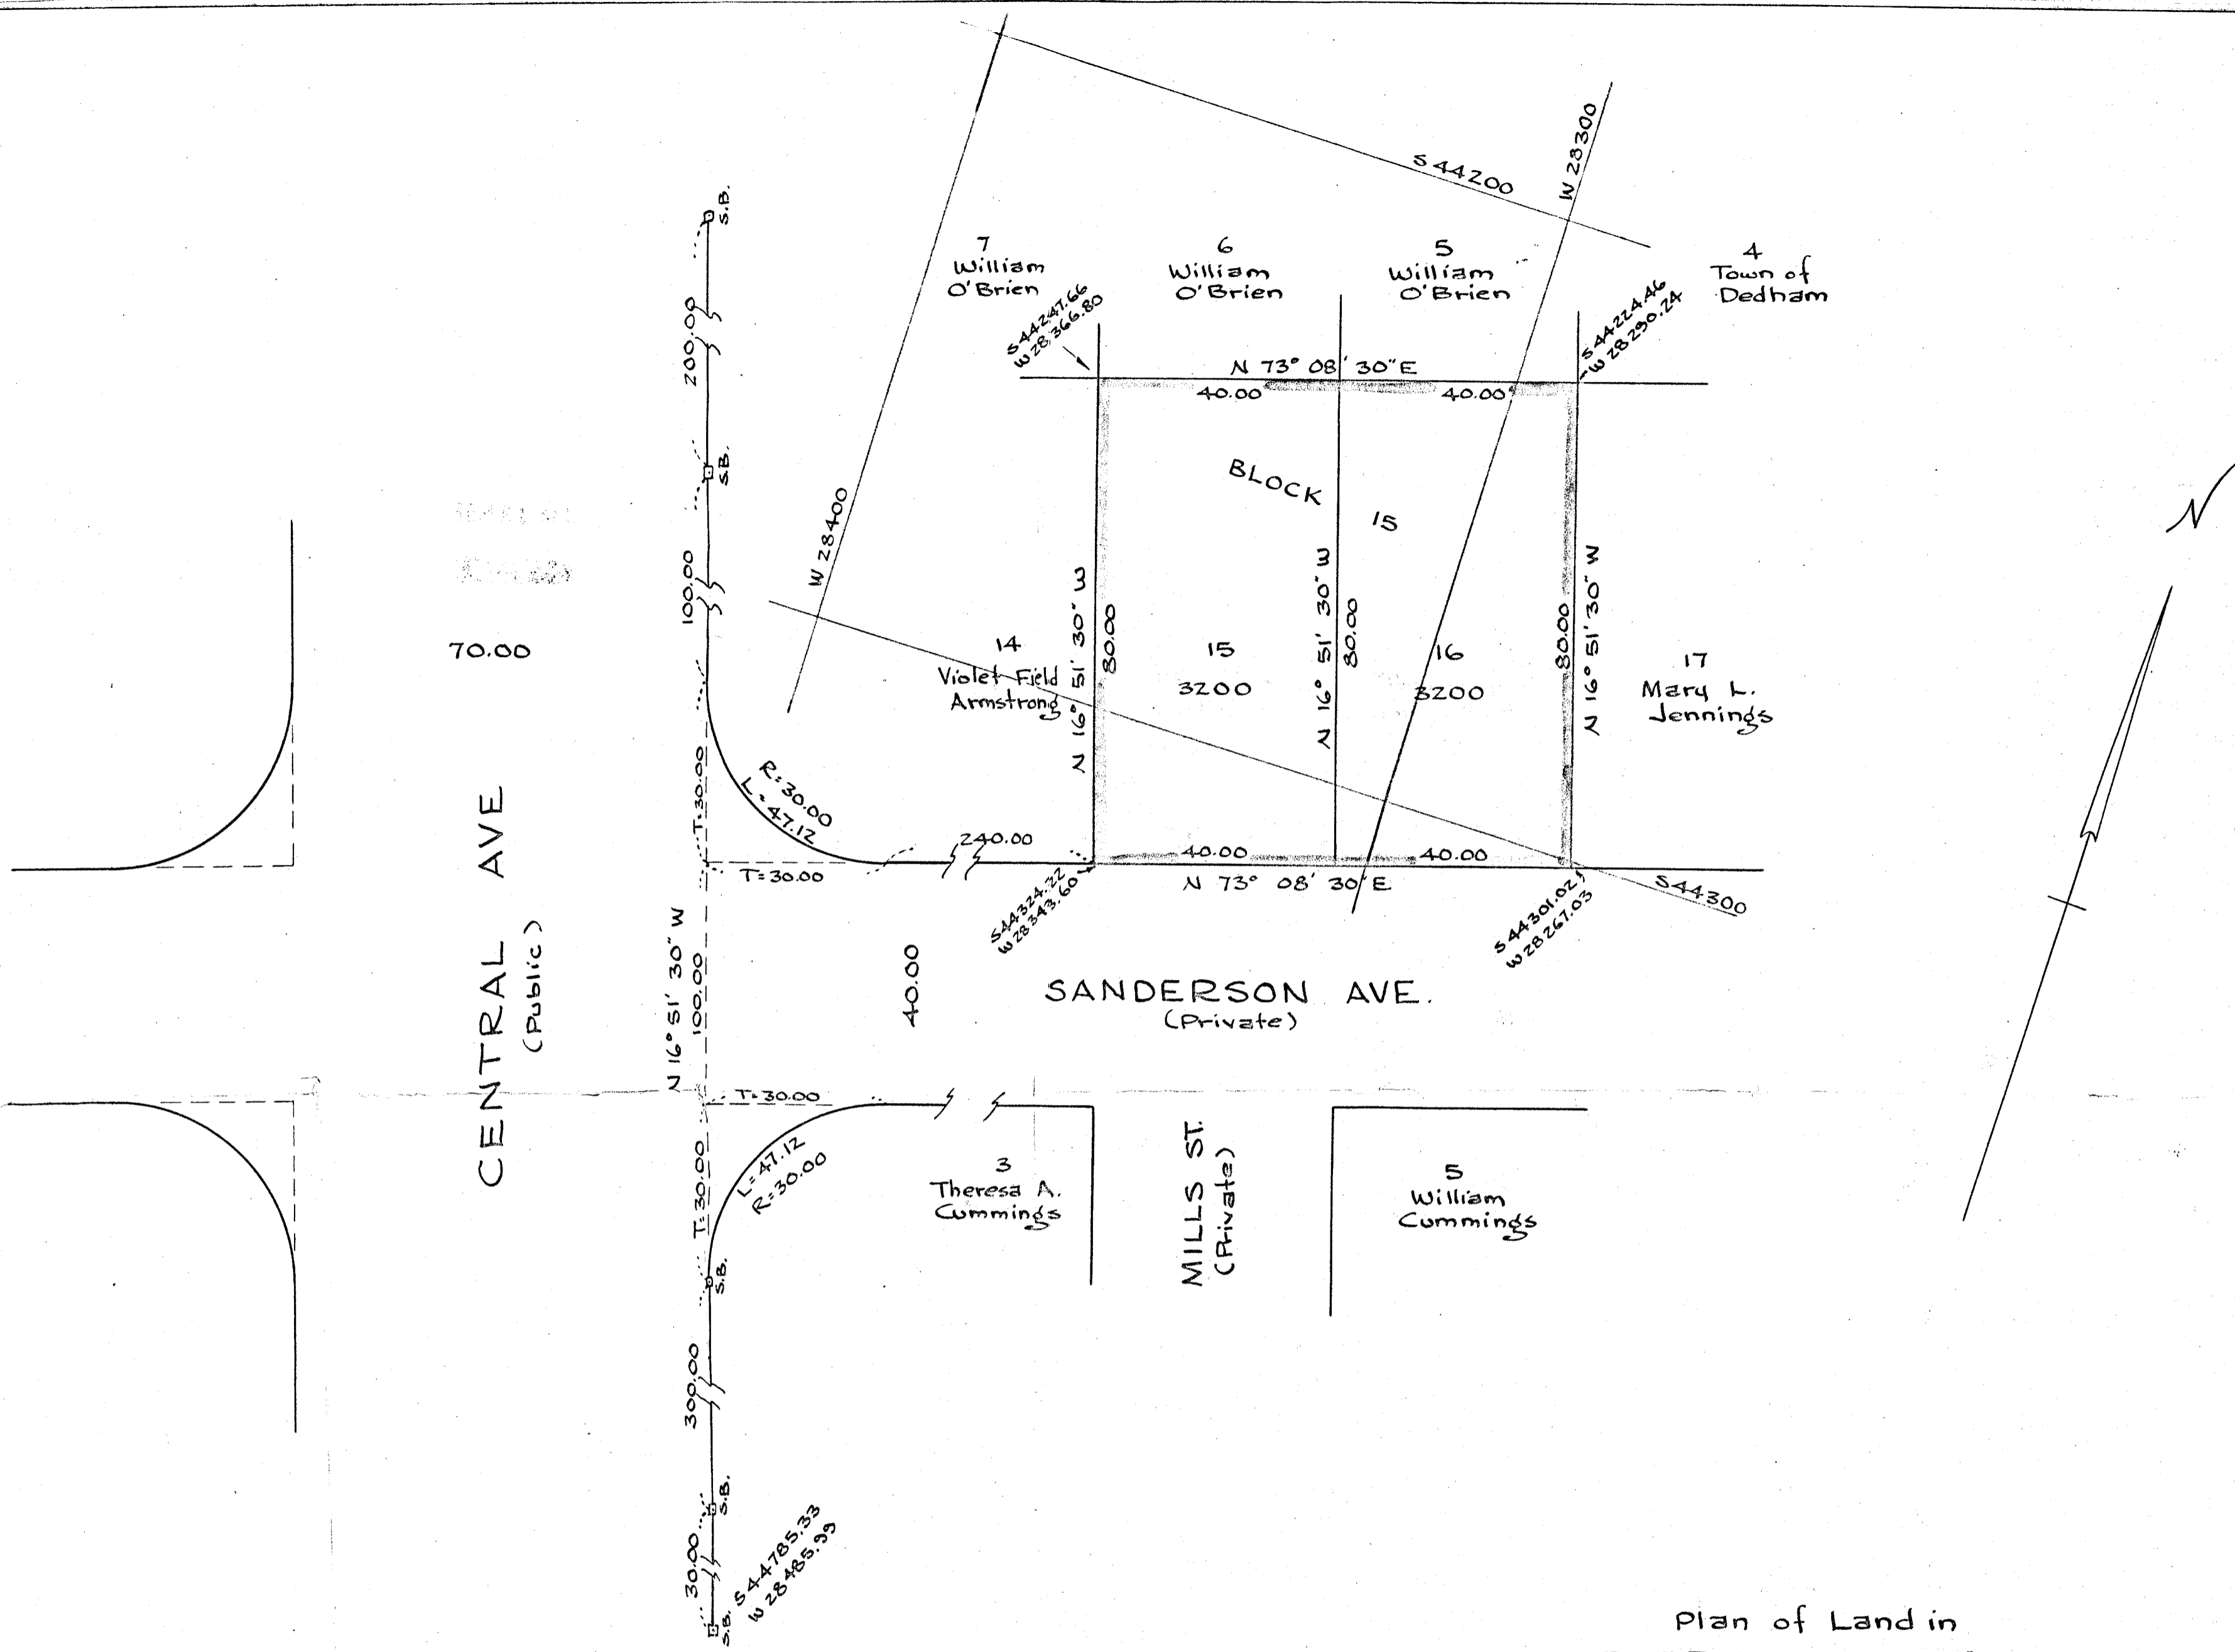 S 44200
W 28300
W 28400
S.B.
200.00
S.B.
100.00
7
William
O'Brien
6
William
O'Brien
5
William
O'Brien
4
Town of
Dedham
S 44247.66
W 28,366.80
S 44224.46
W 28290.24
N 73° 08' 30" E
40.00
40.00
BLOCK
15
N 16° 51' 30" W
80.00
N 16° 51' 30" W
80.00
80.00
N 16° 51' 30" W
14
Violet Field
Armstrong
15
3200
16
3200
17
Mary L.
Jennings
70.00
T=30.00
R=30.00
L=47.12
T=30.00
240.00
40.00
40.00
N 73° 08' 30" E
S44324.22
W 28343.60
S 44301.02
W 28267.03
S44300
N
CENTRAL AVE
(Public)
N 16° 51' 30" W
100.00
40.00
SANDERSON AVE.
(Private)
T=30.00
T=30.00
L=47.12
R=30.00
S.B.
3
Theresa A.
Cummings
MILLS ST.
(Private)
5
William
Cummings
300.00
S.B.
30.00
S.B.
S 44785.33
W 28485.99
Plan of Land in